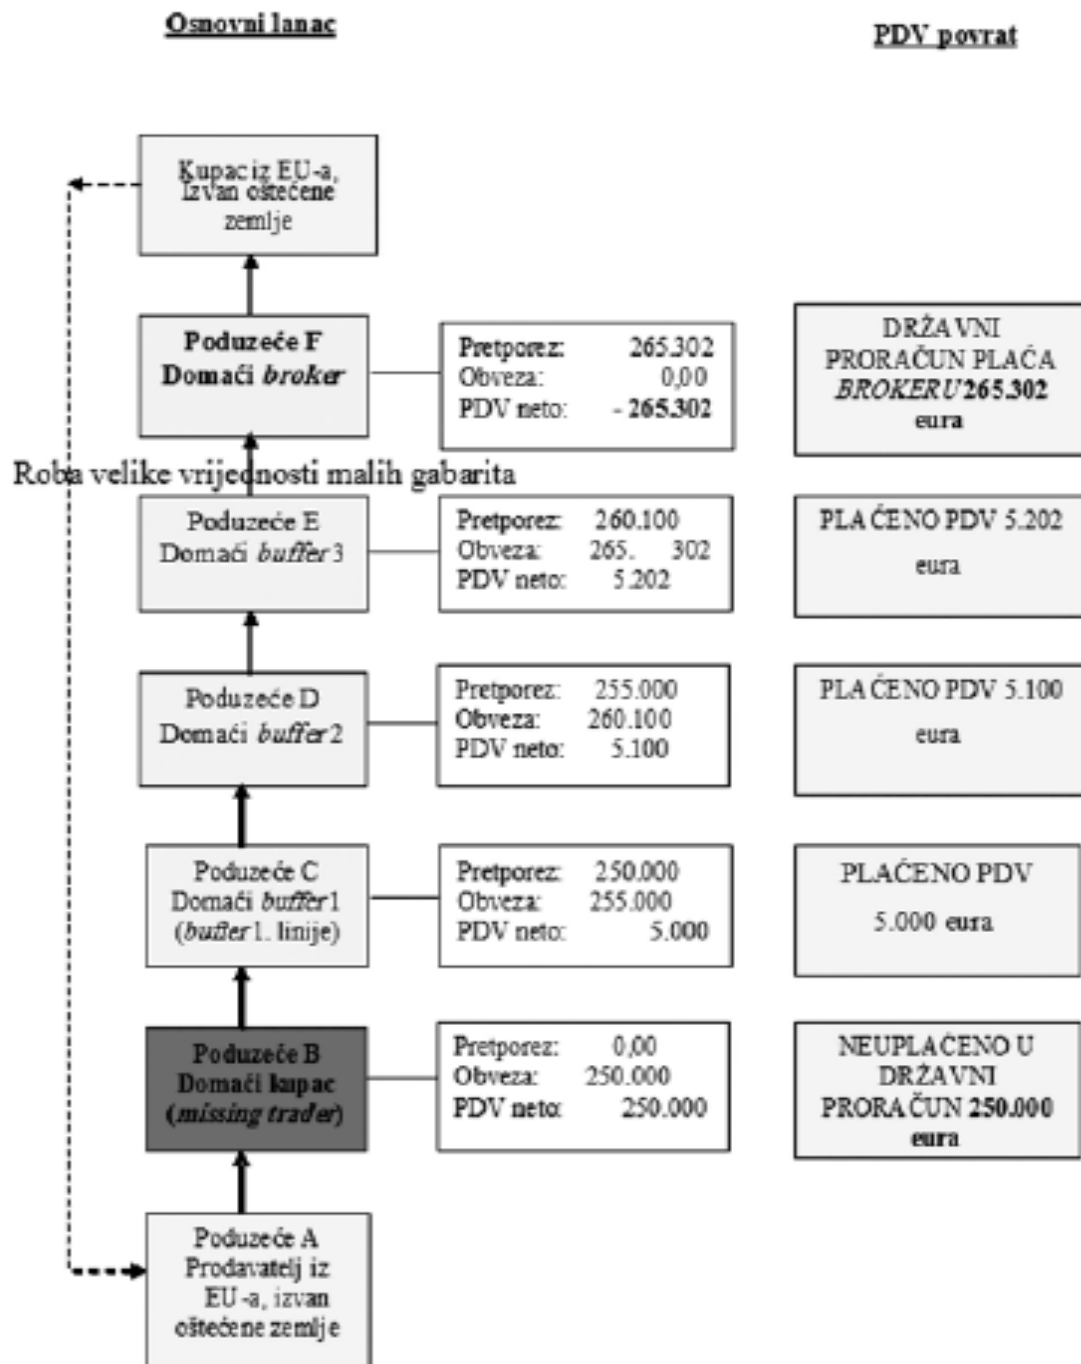 Osnovni lanac
PDV povrat
Kupac iz EU-a,
Izvan oštećene
zemlje
Poduzeće F
Domaći broker
Pretporez: 265.302
Obveza: 0,00
PDV neto: - 265.302
DRŽAVNI
PRORAČUN PLAĆA
BROKERU 265.302
eura
Roba velike vrijednosti malih gabarita
Poduzeće E
Domaći buffer 3
Pretporez: 260.100
Obveza: 265. 302
PDV neto: 5.202
PLAĆENO PDV 5.202
eura
Poduzeće D
Domaći buffer 2
Pretporez: 255.000
Obveza: 260.100
PDV neto: 5.100
PLAĆENO PDV 5.100
eura
Poduzeće C
Domaći buffer 1
(buffer 1. linije)
Pretporez: 250.000
Obveza: 255.000
PDV neto: 5.000
PLAĆENO PDV
5.000 eura
Poduzeće B
Domaći kupac
(missing trader)
Pretporez: 0,00
Obveza: 250.000
PDV neto: 250.000
NEUPLAĆENO U
DRŽAVNI
PRORAČUN 250.000
eura
Poduzeće A
Prodavatelj iz
EU-a, izvan
oštećene zemlje